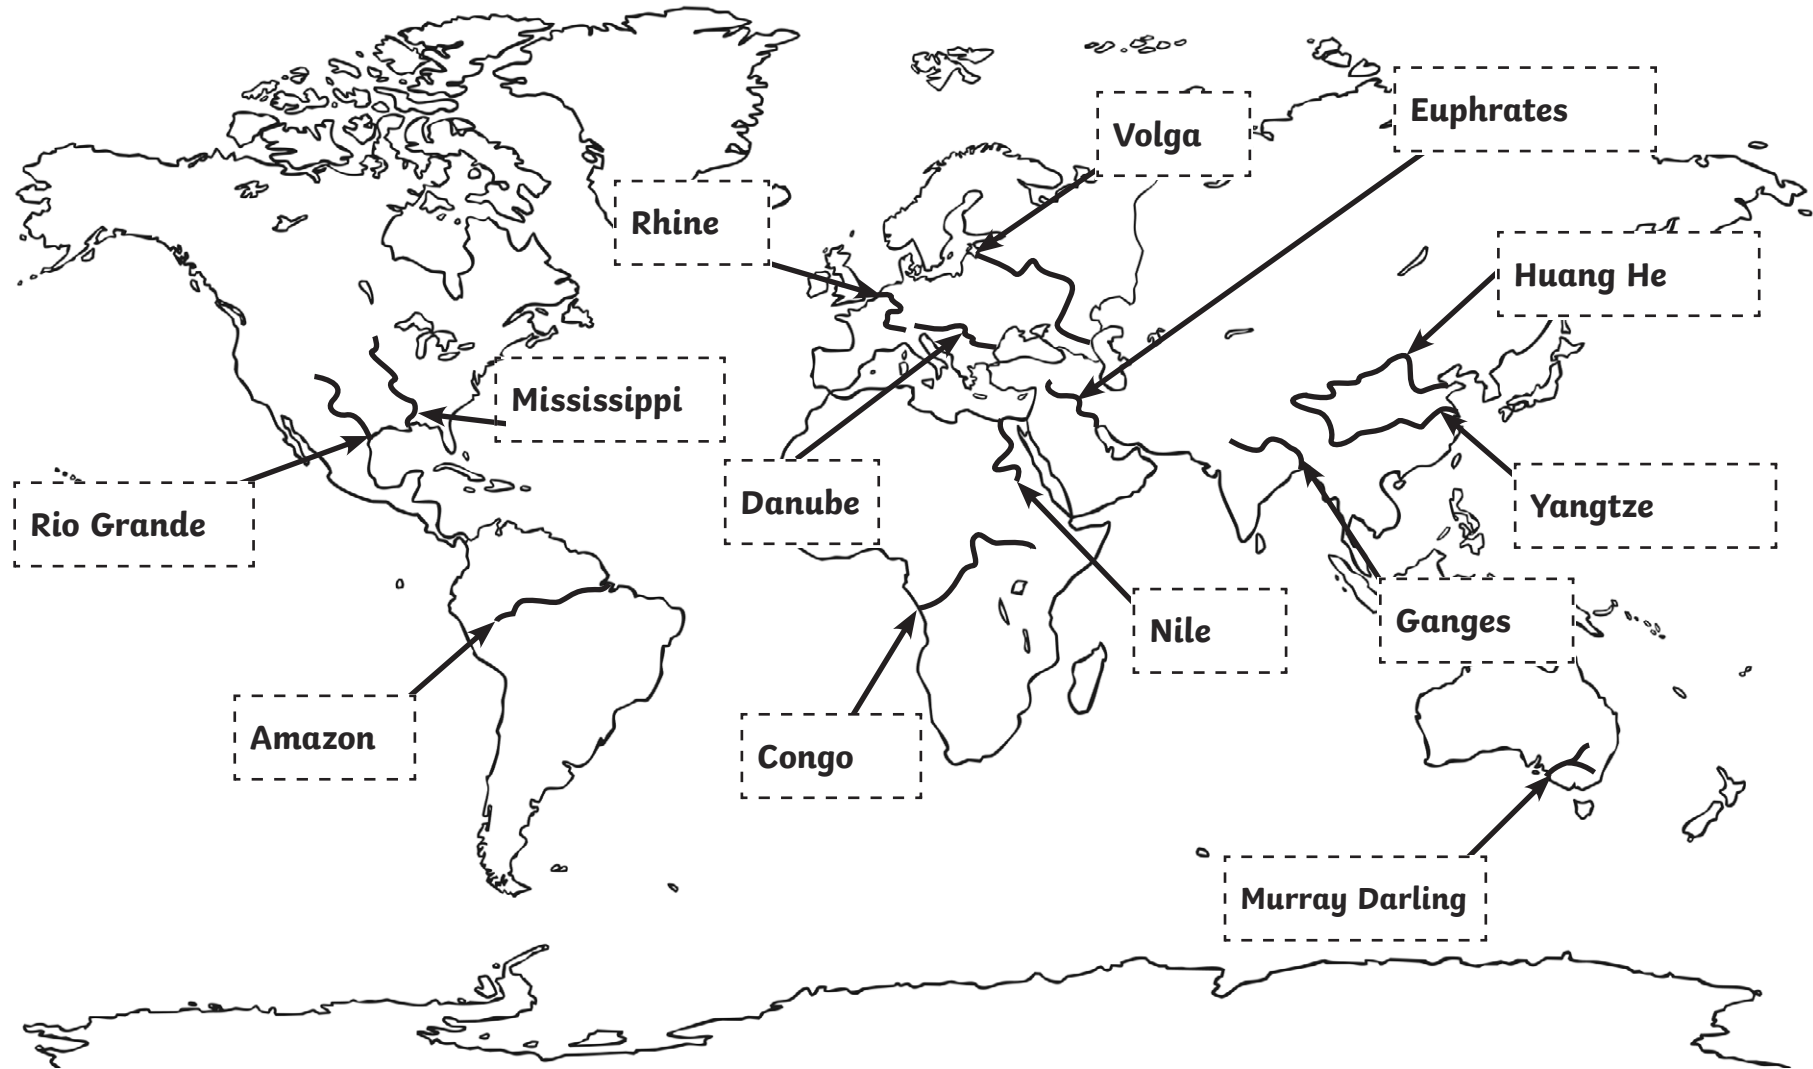 Euphrates
Volga
Rhine
Huang He
Mississippi
Danube
Yangtze
Rio Grande
Nile
Ganges
Amazon
Congo
Murray Darling